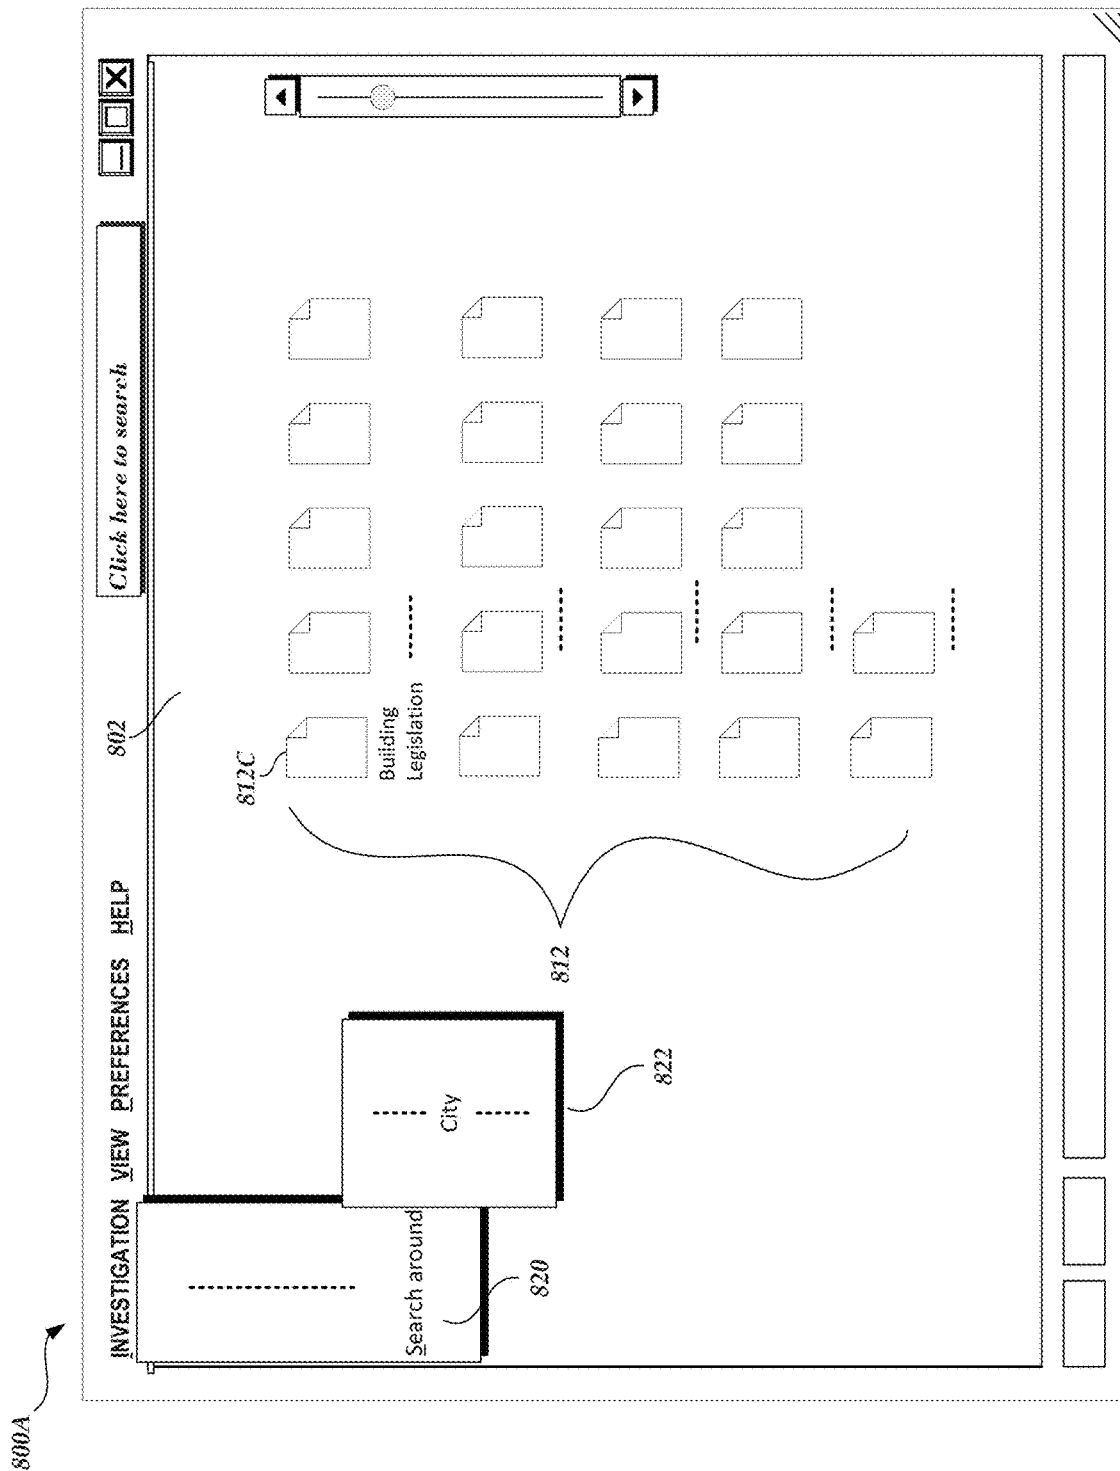 800A
INVESTIGATION VIEW PREFERENCES HELP
Click here to search
802
812C
Building
Legislation
Search around
City
820
822
812